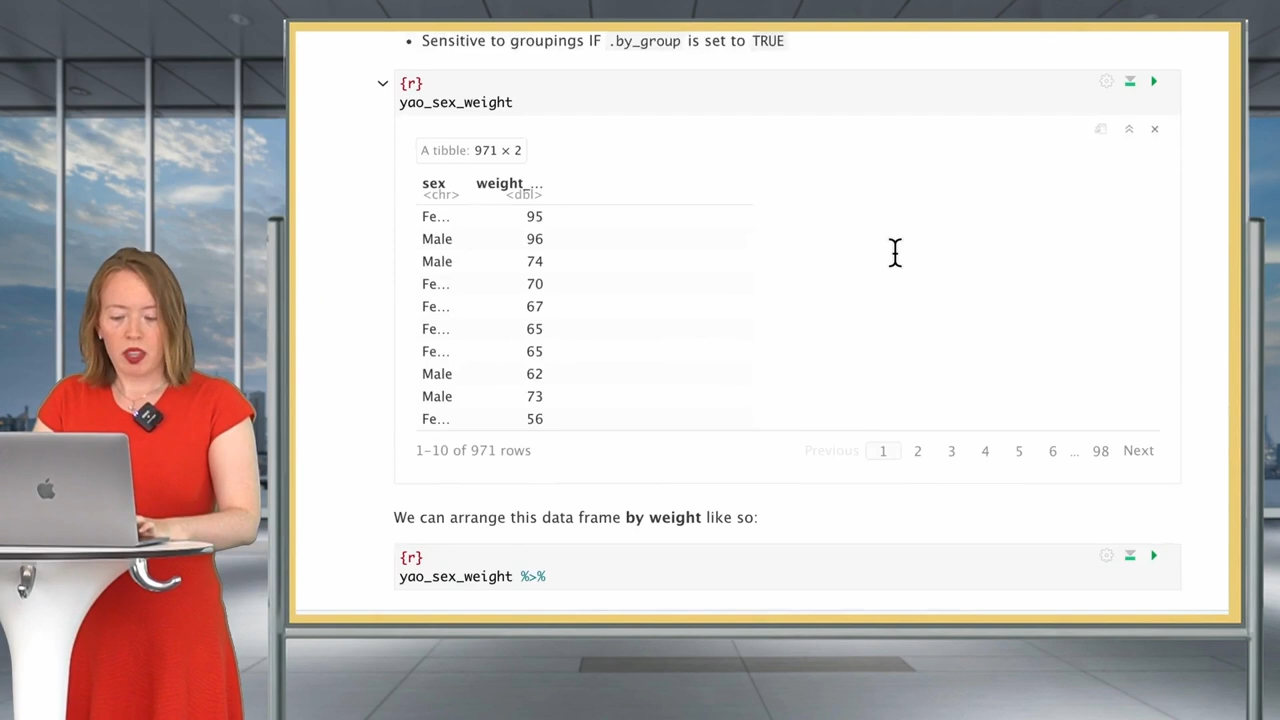 • Sensitive to groupings IF .by_group is set to TRUE
{r}
yao_sex_weight
A tibble: 971 × 2
sex weight_...
<chr> <dbl>
Fe... 95
Male 96
Male 74
Fe... 70
Fe... 67
Fe... 65
Fe... 65
Male 62
Male 73
Fe... 56
1-10 of 971 rows Previous 1 2 3 4 5 6 ... 98 Next
We can arrange this data frame by weight like so:
{r}
yao_sex_weight %>%